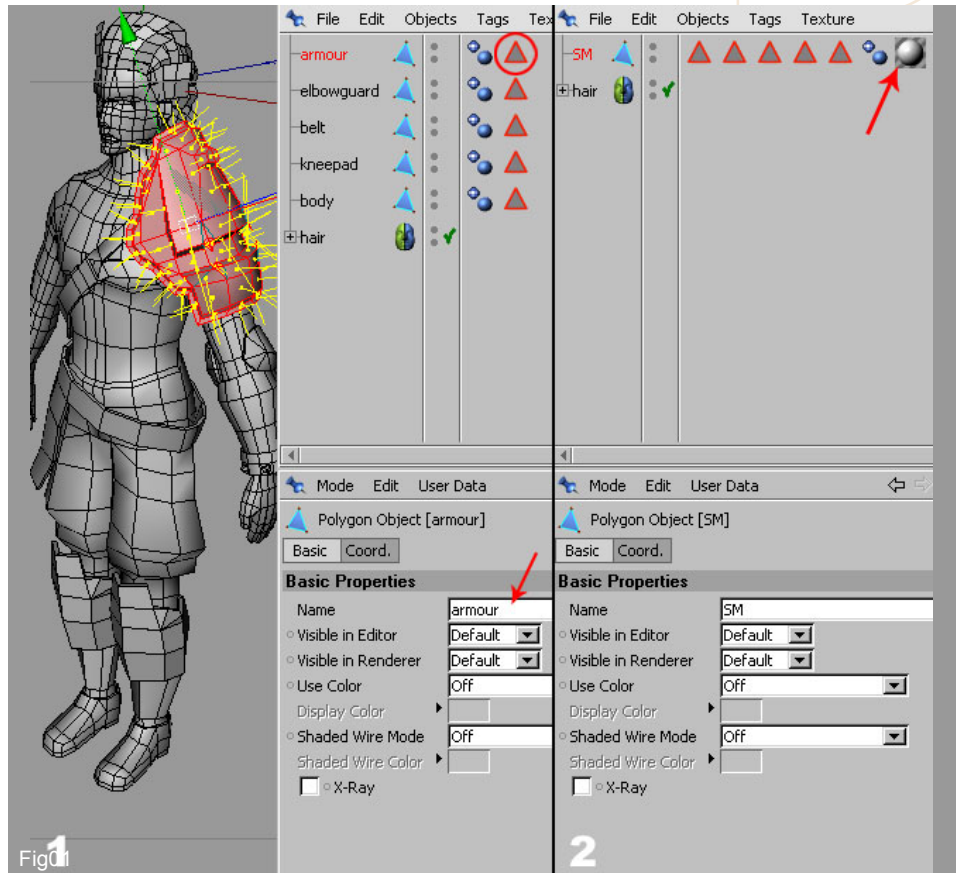 File Edit Objects Tags Tex
armour
elbowguard
belt
kneepad
body
hair
Mode Edit User Data
Polygon Object [armour]
Basic Coord.
Basic Properties
Name armour
Visible in Editor Default
Visible in Renderer Default
Use Color Off
Display Color
Shaded Wire Mode Off
Shaded Wire Color
X-Ray
File Edit Objects Tags Texture
SM
hair
Mode Edit User Data
Polygon Object [SM]
Basic Coord.
Basic Properties
Name SM
Visible in Editor Default
Visible in Renderer Default
Use Color Off
Display Color
Shaded Wire Mode Off
Shaded Wire Color
X-Ray
Fig01
1
2